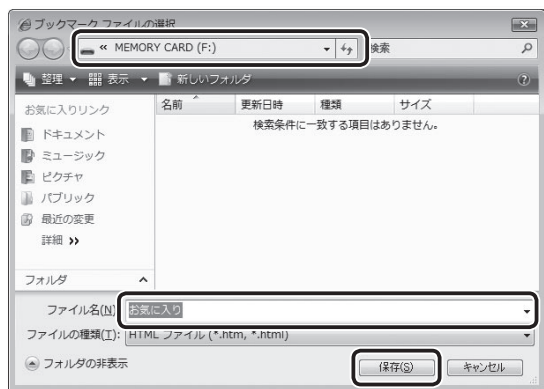 ブックマーク ファイルの選択
« MEMORY CARD (F:)
検索
整理 表示 新しいフォルダ
お気に入りリンク
ドキュメント
ミュージック
ピクチャ
パブリック
最近の変更
詳細 »
フォルダ
名前 更新日時 種類 サイズ
検索条件に一致する項目はありません。
ファイル名(N): お気に入り
ファイルの種類(T): HTML ファイル (*.htm, *.html)
フォルダの非表示
保存(S) キャンセル